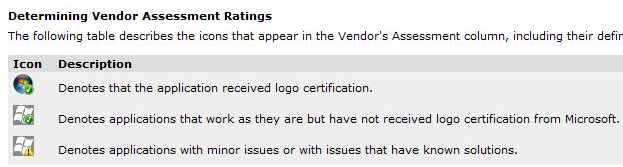 Determining Vendor Assessment Ratings
The following table describes the icons that appear in the Vendor's Assessment column, including their defir
Icon Description
Denotes that the application received logo certification.
Denotes applications that work as they are but have not received logo certification from Microsoft.
Denotes applications with minor issues or with issues that have known solutions.